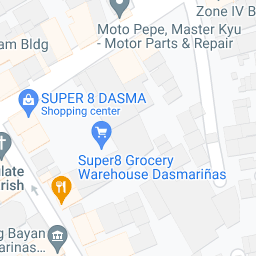 Zone IV B
Moto Pepe, Master Kyu
- Motor Parts & Repair
am Bldg
SUPER 8 DASMA
Shopping center
Super8 Grocery
Warehouse Dasmariñas
ulate
rish
g Bayan
arinas...